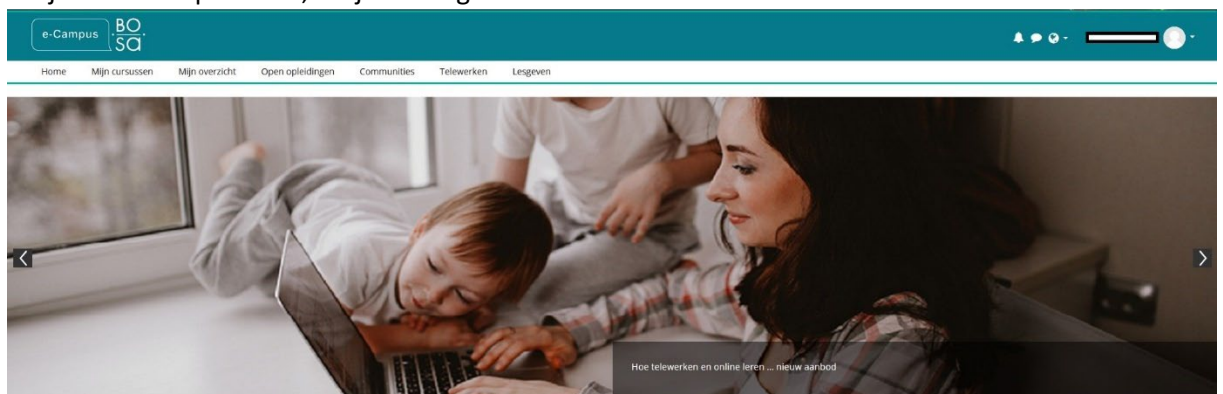 e-Campus
BO
SA
Home Mijn cursussen Mijn overzicht Open opleidingen Communities Telewerken Lesgeven
Hoe telewerken en online leren ... nieuw aanbod